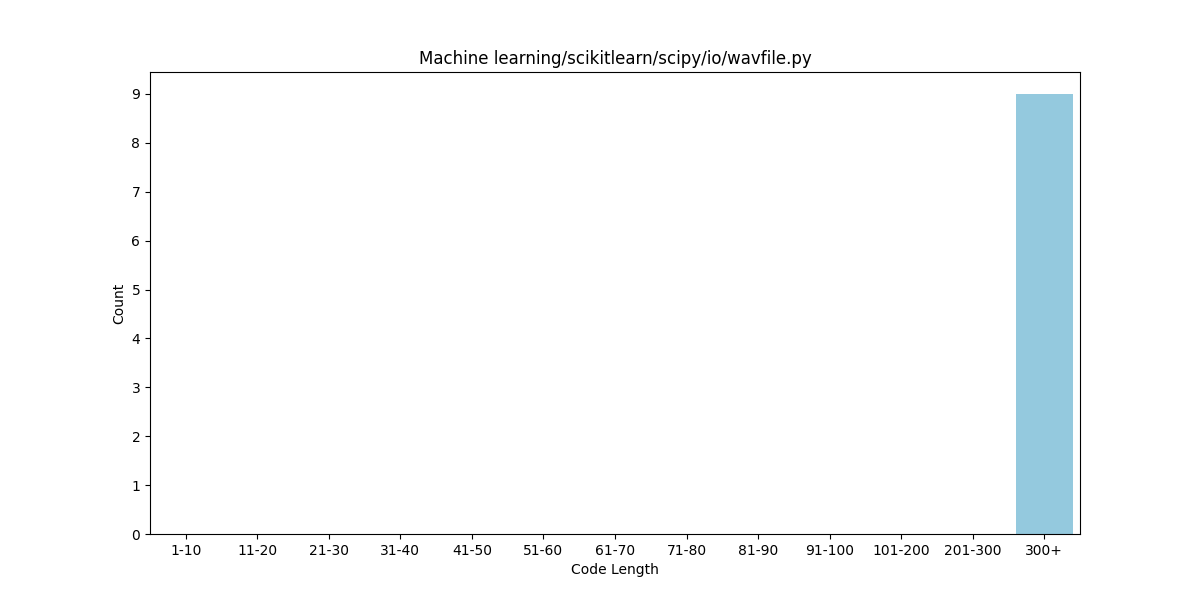 Machine learning/scikitlearn/scipy/io/wavfile.py
9
8
7
6
5
4
3
2
1
0
Count
1-10 11-20 21-30 31-40 41-50 51-60 61-70 71-80 81-90 91-100 101-200 201-300 300+
Code Length